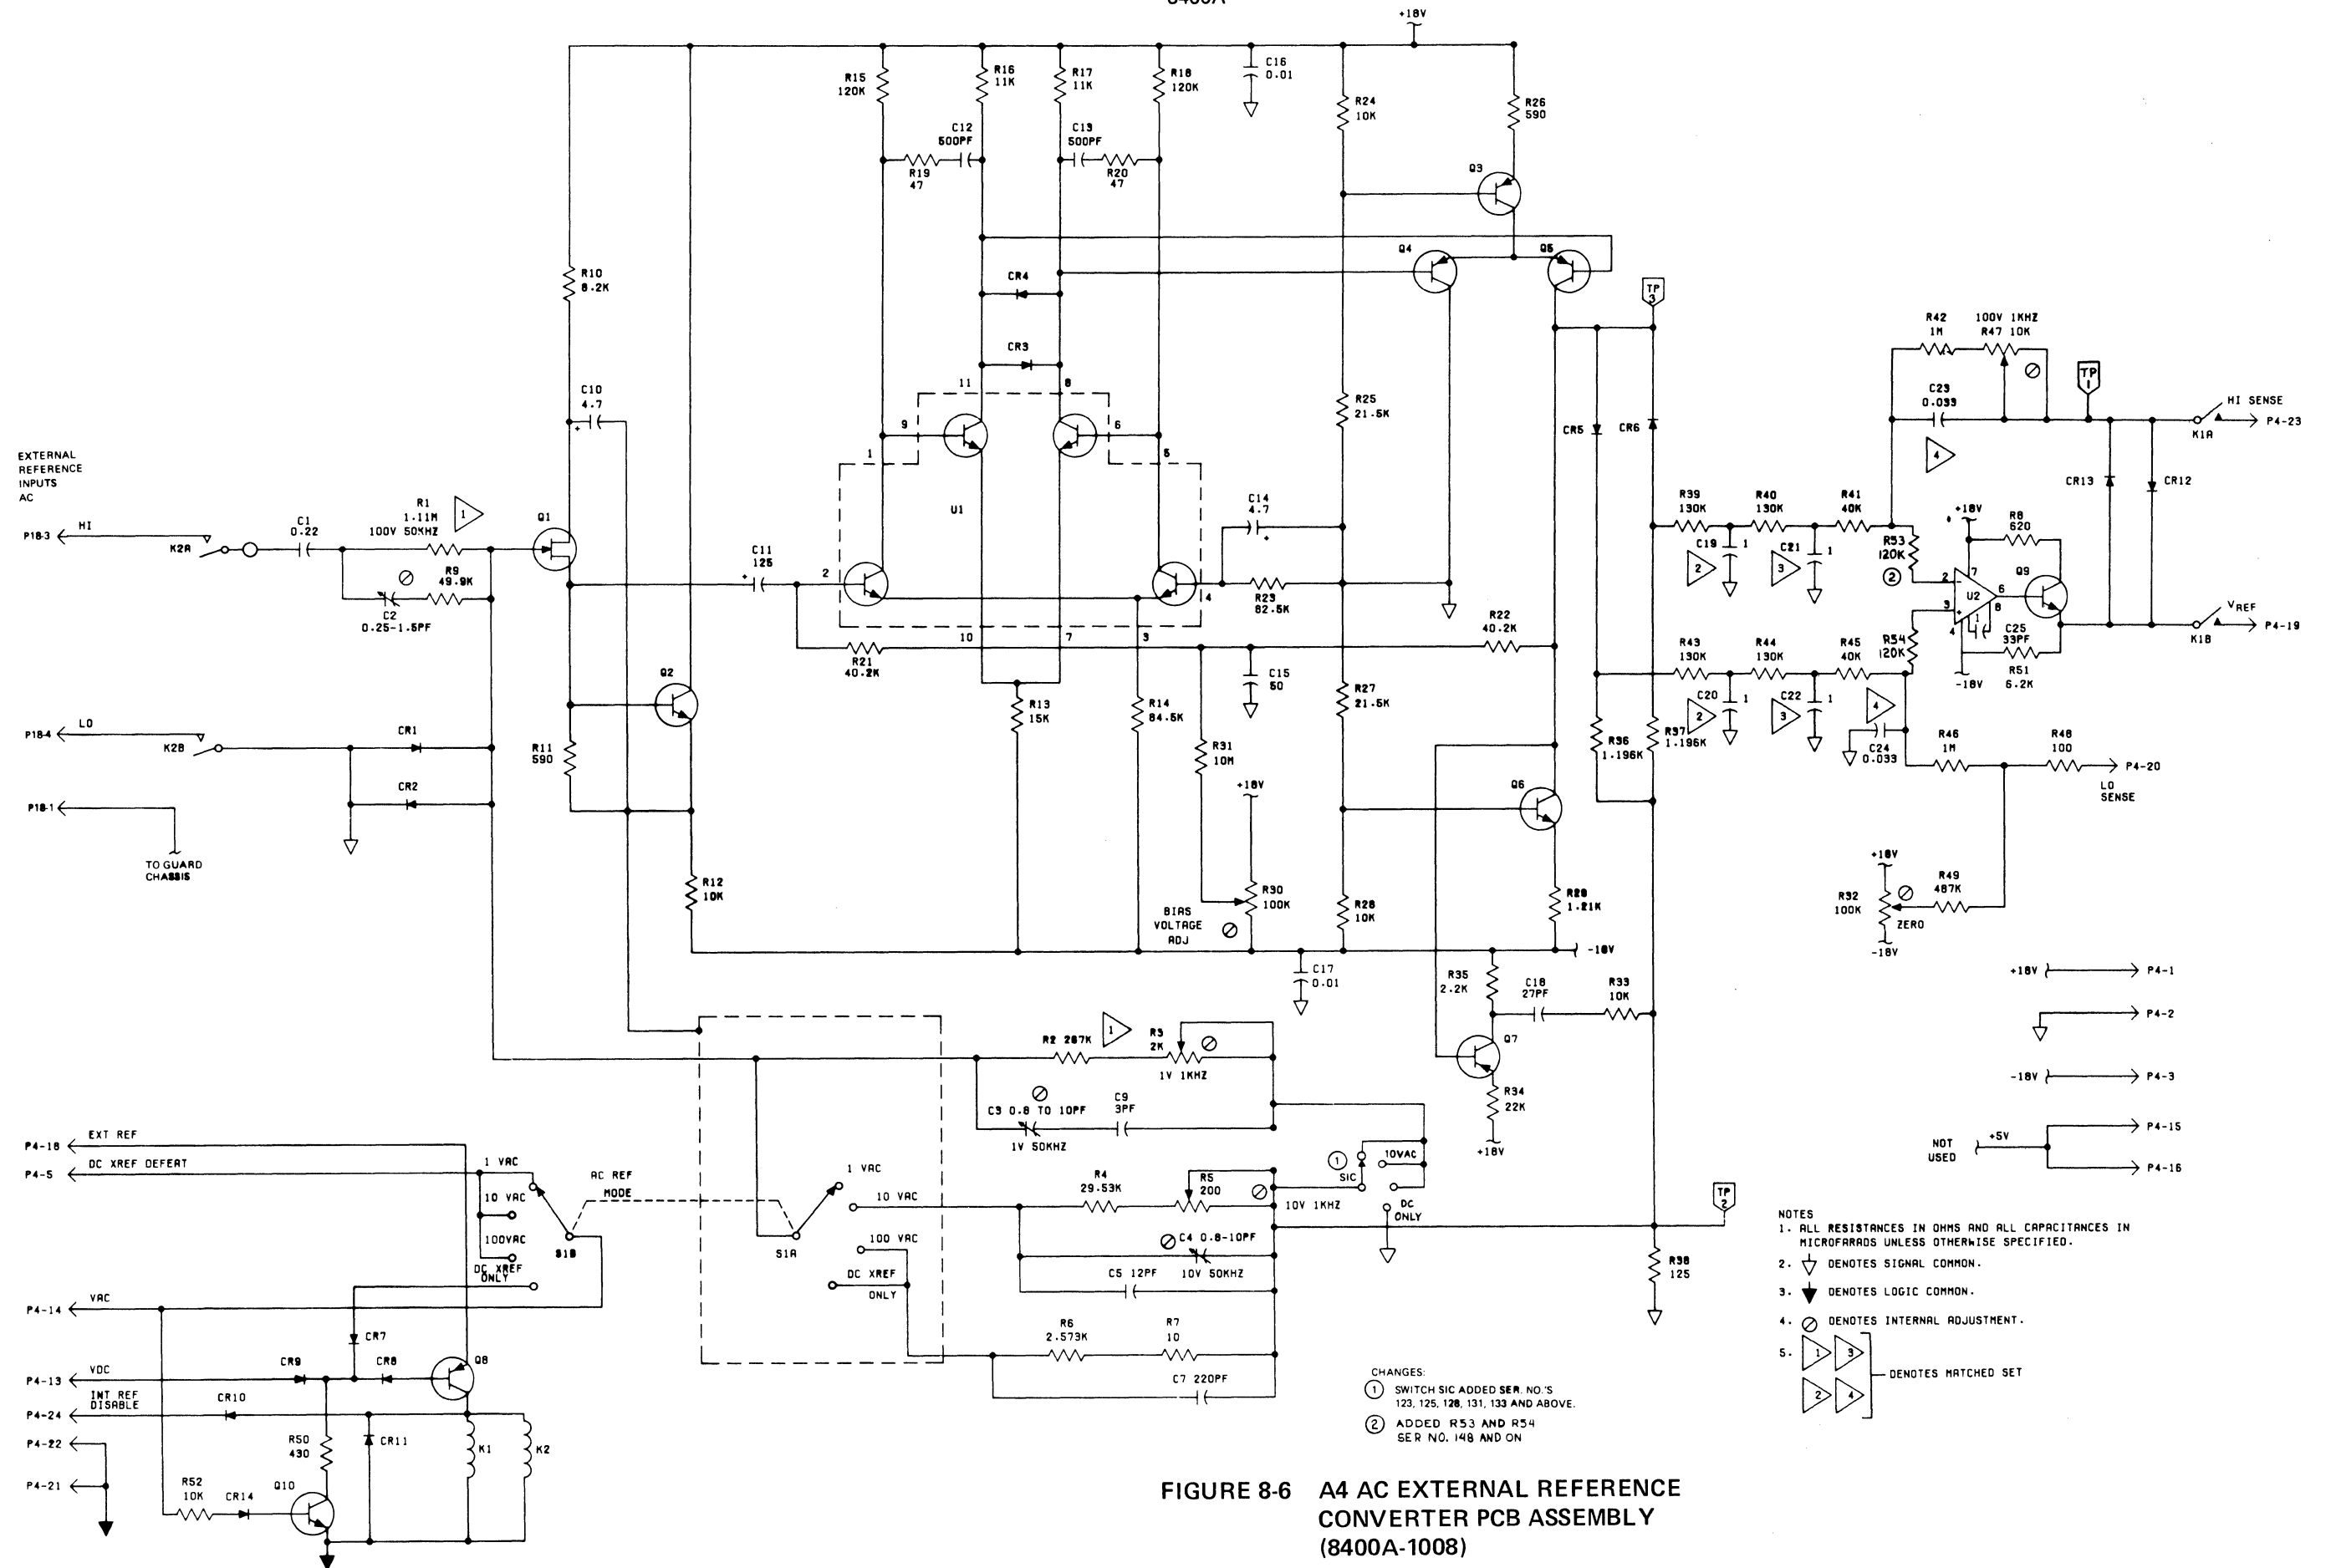 +18V
R15
120K
R16
11K
R17
11K
R18
120K
C16
0.01
R24
10K
R26
590
C12
500PF
C13
500PF
R19
47
R20
47
Q3
R10
8.2K
CR4
Q4
Q5
TP
3
CR3
11
8
R42
1M
100V 1KHZ
R47 10K
TP
1
C10
4.7
+
9
6
R25
21.5K
CR5
CR6
C23
0.033
4
HI SENSE
K1A
P4-23
CR13
CR12
EXTERNAL
REFERENCE
INPUTS
AC
1
5
U1
C14
4.7
+
R1
1.11M
100V 50KHZ
1
Q1
P18-3
HI
K2A
C1
0.22
R9
49.9K
C2
0.25-1.5PF
C11
125
+
2
4
R23
82.5K
R39
130K
R40
130K
R41
40K
C19
1
2
C21
1
3
R53
120K
2
+18V
R8
620
2
-
7
U2
6
3
+
4
1
8
C25
33PF
Q9
-18V
R51
6.2K
R54
120K
VREF
K1B
P4-19
10
7
3
R21
40.2K
R22
40.2K
C15
50
R43
130K
R44
130K
R45
40K
C20
1
2
C22
1
3
4
C24
0.033
Q2
R13
15K
R14
84.5K
R27
21.5K
R36
1.196K
R37
1.196K
R46
1M
R48
100
P4-20
LO
SENSE
P18-4
LO
K2B
CR1
CR2
R11
590
R31
10M
+18V
Q6
P18-1
TO GUARD
CHASSIS
R12
10K
BIAS
VOLTAGE
ADJ
R30
100K
R28
10K
R29
1.21K
+18V
R32
100K
ZERO
-18V
R49
487K
-18V
C17
0.01
R35
2.2K
C18
27PF
R33
10K
+18V
P4-1
P4-2
R2 287K
1
R3
2K
1V 1KHZ
Q7
R34
22K
+18V
-18V
P4-3
C3 0.8 TO 10PF
1V 50KHZ
C9
3PF
P4-18
EXT REF
P4-5
DC XREF DEFEAT
1 VAC
10 VAC
100VAC
DC XREF
ONLY
S1B
AC REF
MODE
1 VAC
10 VAC
100 VAC
DC XREF
ONLY
S1A
R4
29.53K
R5
200
10V 1KHZ
1
SIC
10VAC
DC
ONLY
NOT
USED
+5V
P4-15
P4-16
TP
2
C4 0.8-10PF
10V 50KHZ
C5 12PF
R38
125
P4-14
VAC
CR7
R6
2.573K
R7
10
C7 220PF
P4-13
VDC
CR9
CR8
Q8
INT REF
DISABLE
P4-24
CR10
P4-22
P4-21
R50
430
CR11
K1
K2
R52
10K
CR14
Q10
NOTES
1. ALL RESISTANCES IN OHMS AND ALL CAPACITANCES IN
MICROFARADS UNLESS OTHERWISE SPECIFIED.
2. DENOTES SIGNAL COMMON.
3. DENOTES LOGIC COMMON.
4. DENOTES INTERNAL ADJUSTMENT.
5. 1 3
2 4
DENOTES MATCHED SET
CHANGES:
1 SWITCH SIC ADDED SER. NO.'S
123, 125, 128, 131, 133 AND ABOVE.
2 ADDED R53 AND R54
SER NO. 148 AND ON
FIGURE 8-6 A4 AC EXTERNAL REFERENCE
CONVERTER PCB ASSEMBLY
(8400A-1008)